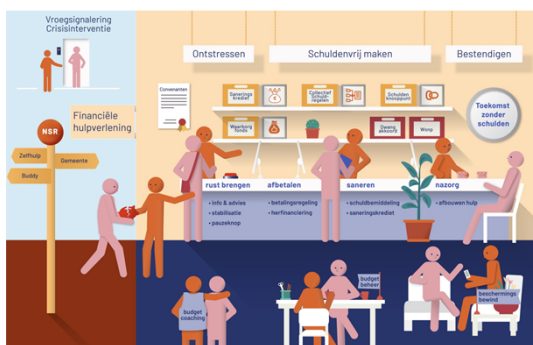 Vroegsignalering
Crisisinterventie
Ontstressen
Schuldenvrij maken
Bestendigen
Convenanten
Sanerings
krediet
Collectief
Schuld-
regelen
Schulden
knooppunt
Waarborg
fonds
Dwang
akkoord
Wsnp
Toekomst
zonder
schulden
Financiële
hulpverlening
NSR
Zelfhulp
Gemeente
Buddy
rust brengen
• info & advies
• stabilisatie
• pauzeknop
afbetalen
• betalingsregeling
• herfinanciering
saneren
• schuldbemiddeling
• saneringskrediet
nazorg
• afbouwen hulp
budget
coaching
budget
beheer
beschermings
bewind